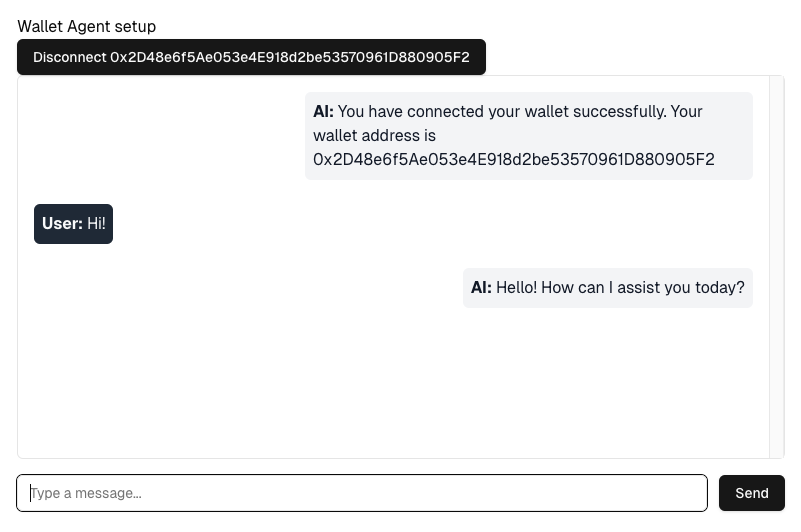 Wallet Agent setup
Disconnect 0x2D48e6f5Ae053e4E918d2be53570961D880905F2
AI: You have connected your wallet successfully. Your
wallet address is
0x2D48e6f5Ae053e4E918d2be53570961D880905F2
User: Hi!
AI: Hello! How can I assist you today?
Type a message...
Send